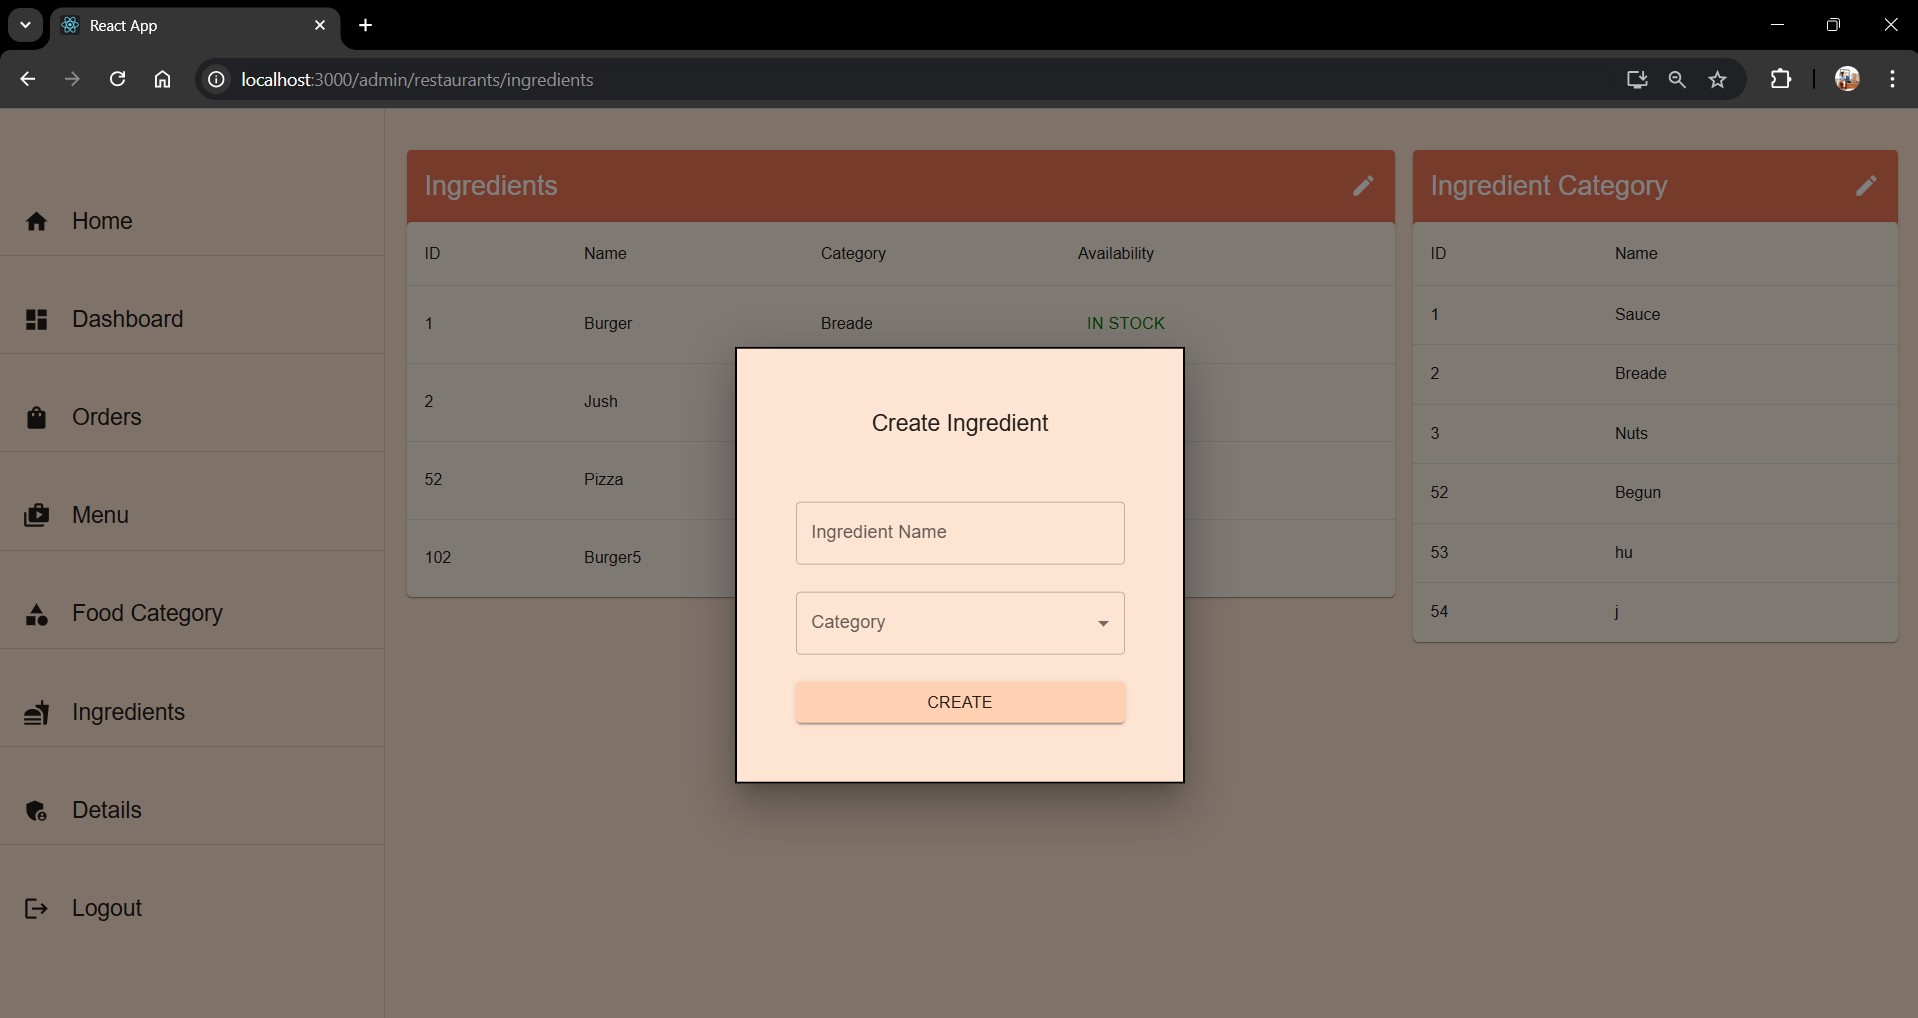 React App
localhost:3000/admin/restaurants/ingredients
Home
Dashboard
Orders
Menu
Food Category
Ingredients
Details
Logout
Ingredients
ID Name Category Availability
1 Burger Breade IN STOCK
2 Jush
52 Pizza
102 Burger5
Create Ingredient
Ingredient Name
Category
CREATE
Ingredient Category
ID Name
1 Sauce
2 Breade
3 Nuts
52 Begun
53 hu
54 j